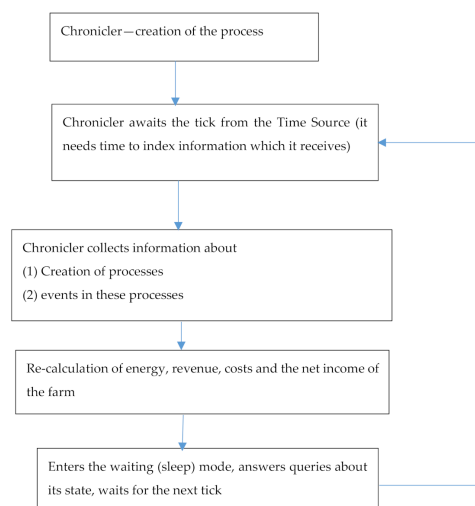 Chronicler—creation of the process
Chronicler awaits the tick from the Time Source (it
needs time to index information which it receives)
Chronicler collects information about
(1) Creation of processes
(2) events in these processes
Re-calculation of energy, revenue, costs and the net income of
the farm
Enters the waiting (sleep) mode, answers queries about
its state, waits for the next tick